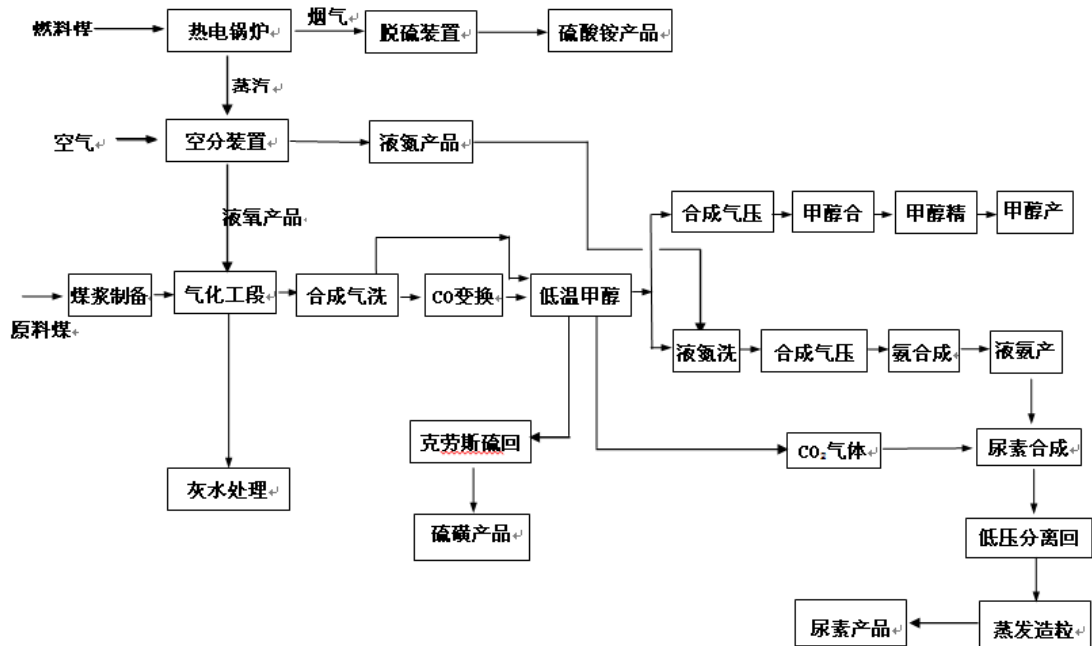 燃料煤
热电锅炉
烟气
脱硫装置
硫酸铵产品
蒸汽
空气
空分装置
液氮产品
液氧产品
合成气压
甲醇合
甲醇精
甲醇产
原料煤
煤浆制备
气化工段
合成气洗
CO变换
低温甲醇
液氮洗
合成气压
氨合成
液氨产
克劳斯硫回
CO₂气体
尿素合成
灰水处理
硫磺产品
低压分离回
尿素产品
蒸发造粒